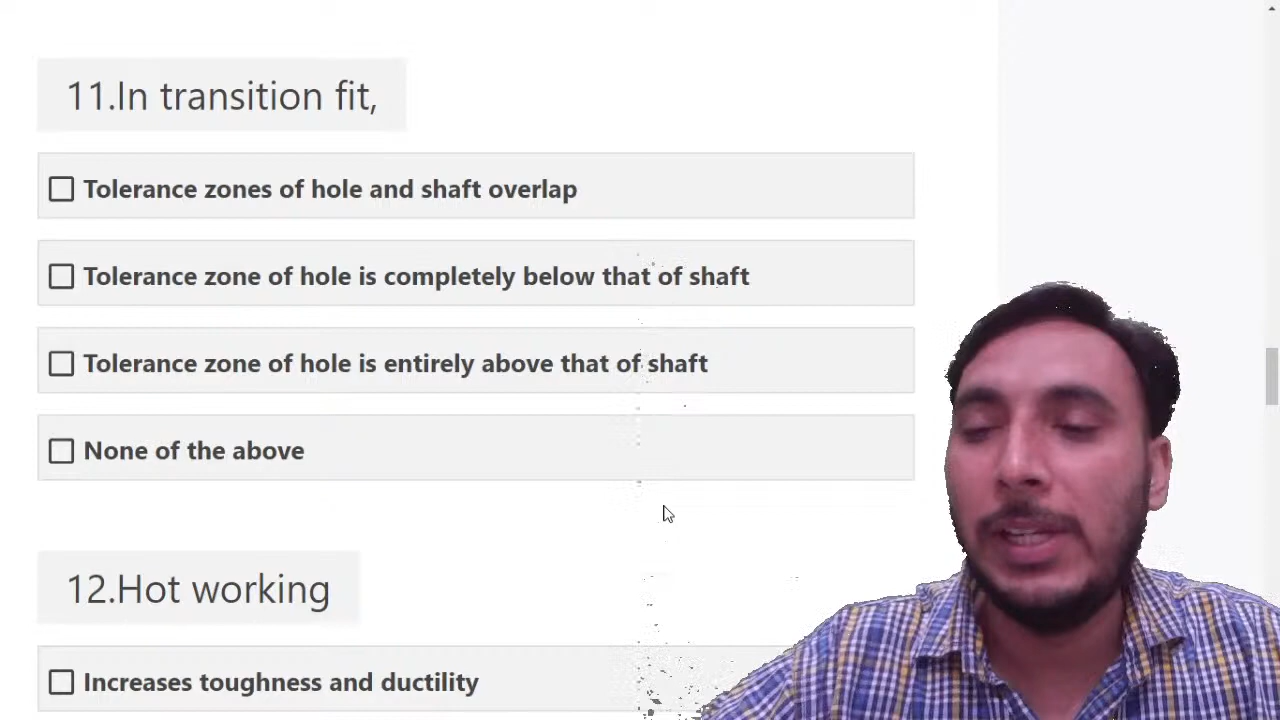 11.In transition fit,
Tolerance zones of hole and shaft overlap
Tolerance zone of hole is completely below that of shaft
Tolerance zone of hole is entirely above that of shaft
None of the above
12.Hot working
Increases toughness and ductility